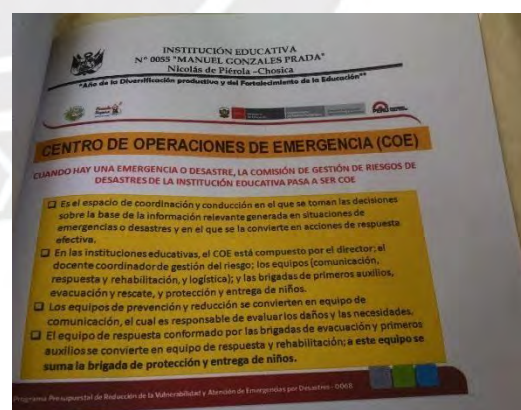 INSTITUCIÓN EDUCATIVA
N° 0055 "MANUEL GONZALES PRADA"
Nicolás de Piérola -Chosica
"Año de la Diversificación productiva y del Fortalecimiento de la Educación"
PERÚ
CENTRO DE OPERACIONES DE EMERGENCIA (COE)
CUANDO HAY UNA EMERGENCIA O DESASTRE, LA COMISIÓN DE GESTIÓN DE RIESGOS DE
DESASTRES DE LA INSTITUCIÓN EDUCATIVA PASA A SER COE
Es el espacio de coordinación y conducción en el que se toman las decisiones
sobre la base de la información relevante generada en situaciones de
emergencias o desastres y en el que se la convierte en acciones de respuesta
efectiva.
En las instituciones educativas, el COE está compuesto por el director; el
docente coordinador de gestión del riesgo; los equipos (comunicación,
respuesta y rehabilitación, y logística); y las brigadas de primeros auxilios,
evacuación y rescate, y protección y entrega de niños.
Los equipos de prevención y reducción se convierten en equipo de
comunicación, el cual es responsable de evaluar los daños y las necesidades.
El equipo de respuesta conformado por las brigadas de evacuación y primeros
auxilios se convierte en equipo de respuesta y rehabilitación; a este equipo se
suma la brigada de protección y entrega de niños.
Programa Presupuestal de Reducción de la Vulnerabilidad y Atención de Emergencias por Desastres - 0068